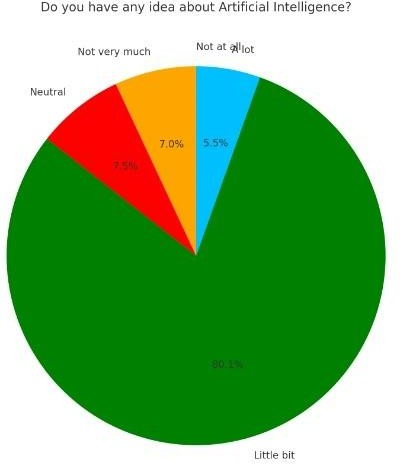 Do you have any idea about Artificial Intelligence?
Not at all
A lot
Not very much
Neutral
7.0%
5.5%
7.5%
80.1%
Little bit